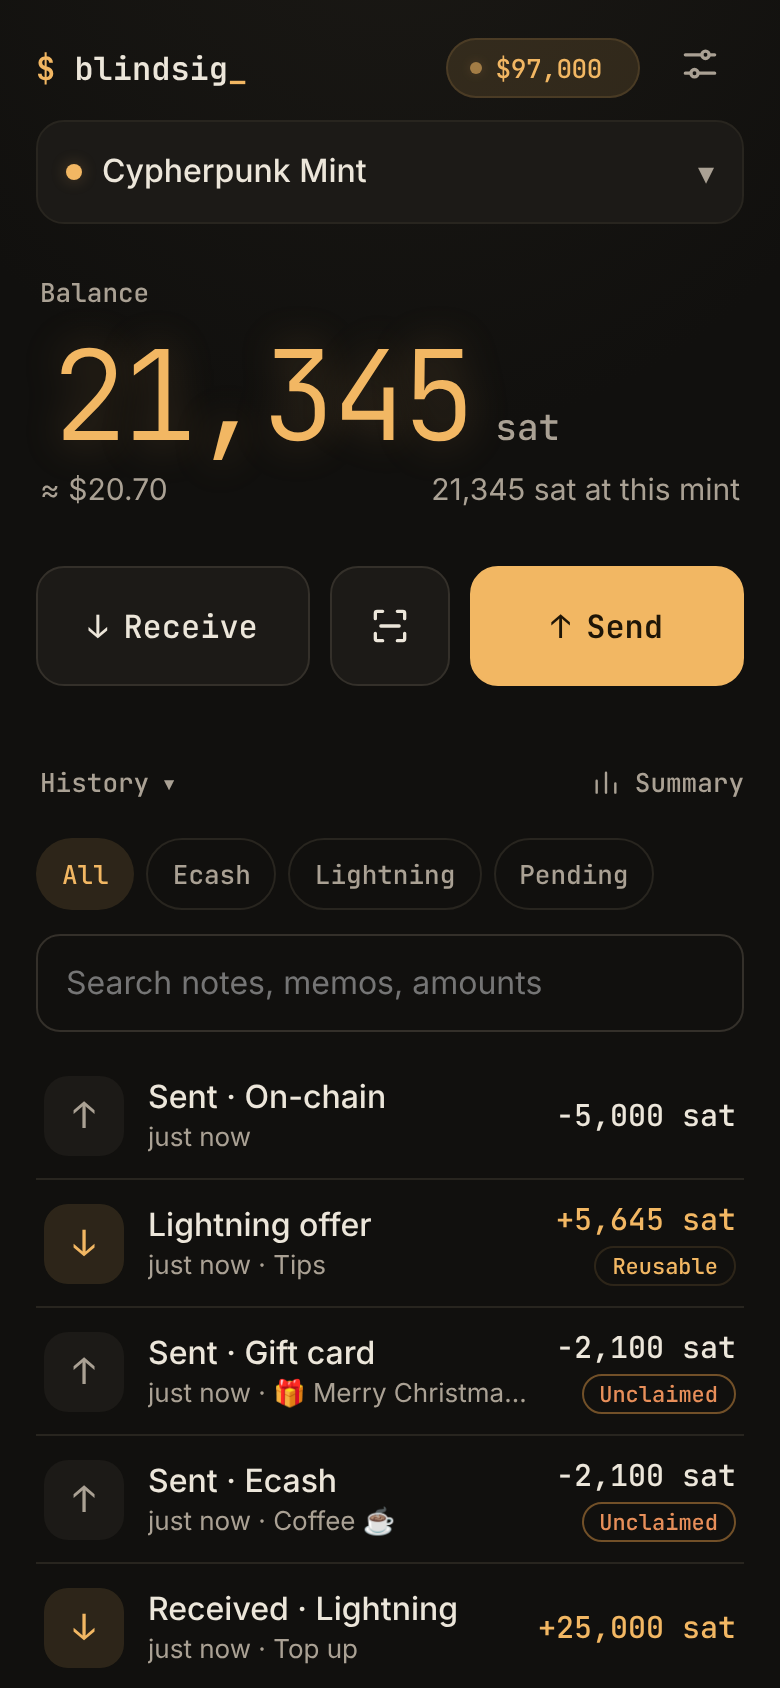 $ blindsig_
$97,000
Cypherpunk Mint ▼
Balance
21,345 sat
≈ $20.70
21,345 sat at this mint
↓ Receive
↑ Send
History ▼
Summary
All
Ecash
Lightning
Pending
Search notes, memos, amounts
Sent · On-chain
just now
-5,000 sat
Lightning offer
just now · Tips
+5,645 sat
Reusable
Sent · Gift card
just now · 🎁 Merry Christma...
-2,100 sat
Unclaimed
Sent · Ecash
just now · Coffee ☕
-2,100 sat
Unclaimed
Received · Lightning
just now · Top up
+25,000 sat